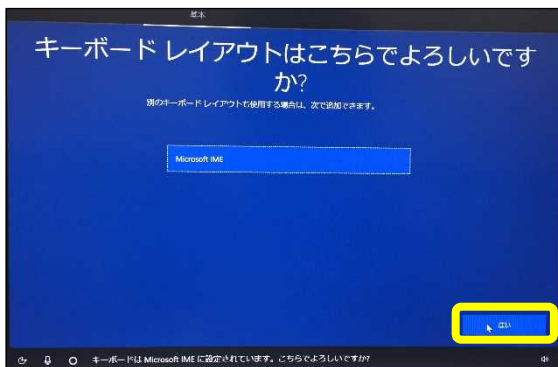 基本
キーボード レイアウトはこちらでよろしいです
か?
別のキーボード レイアウトも使用する場合は、次で追加できます。
Microsoft IME
はい
キーボードは Microsoft IME に設定されています。こちらでよろしいですか?